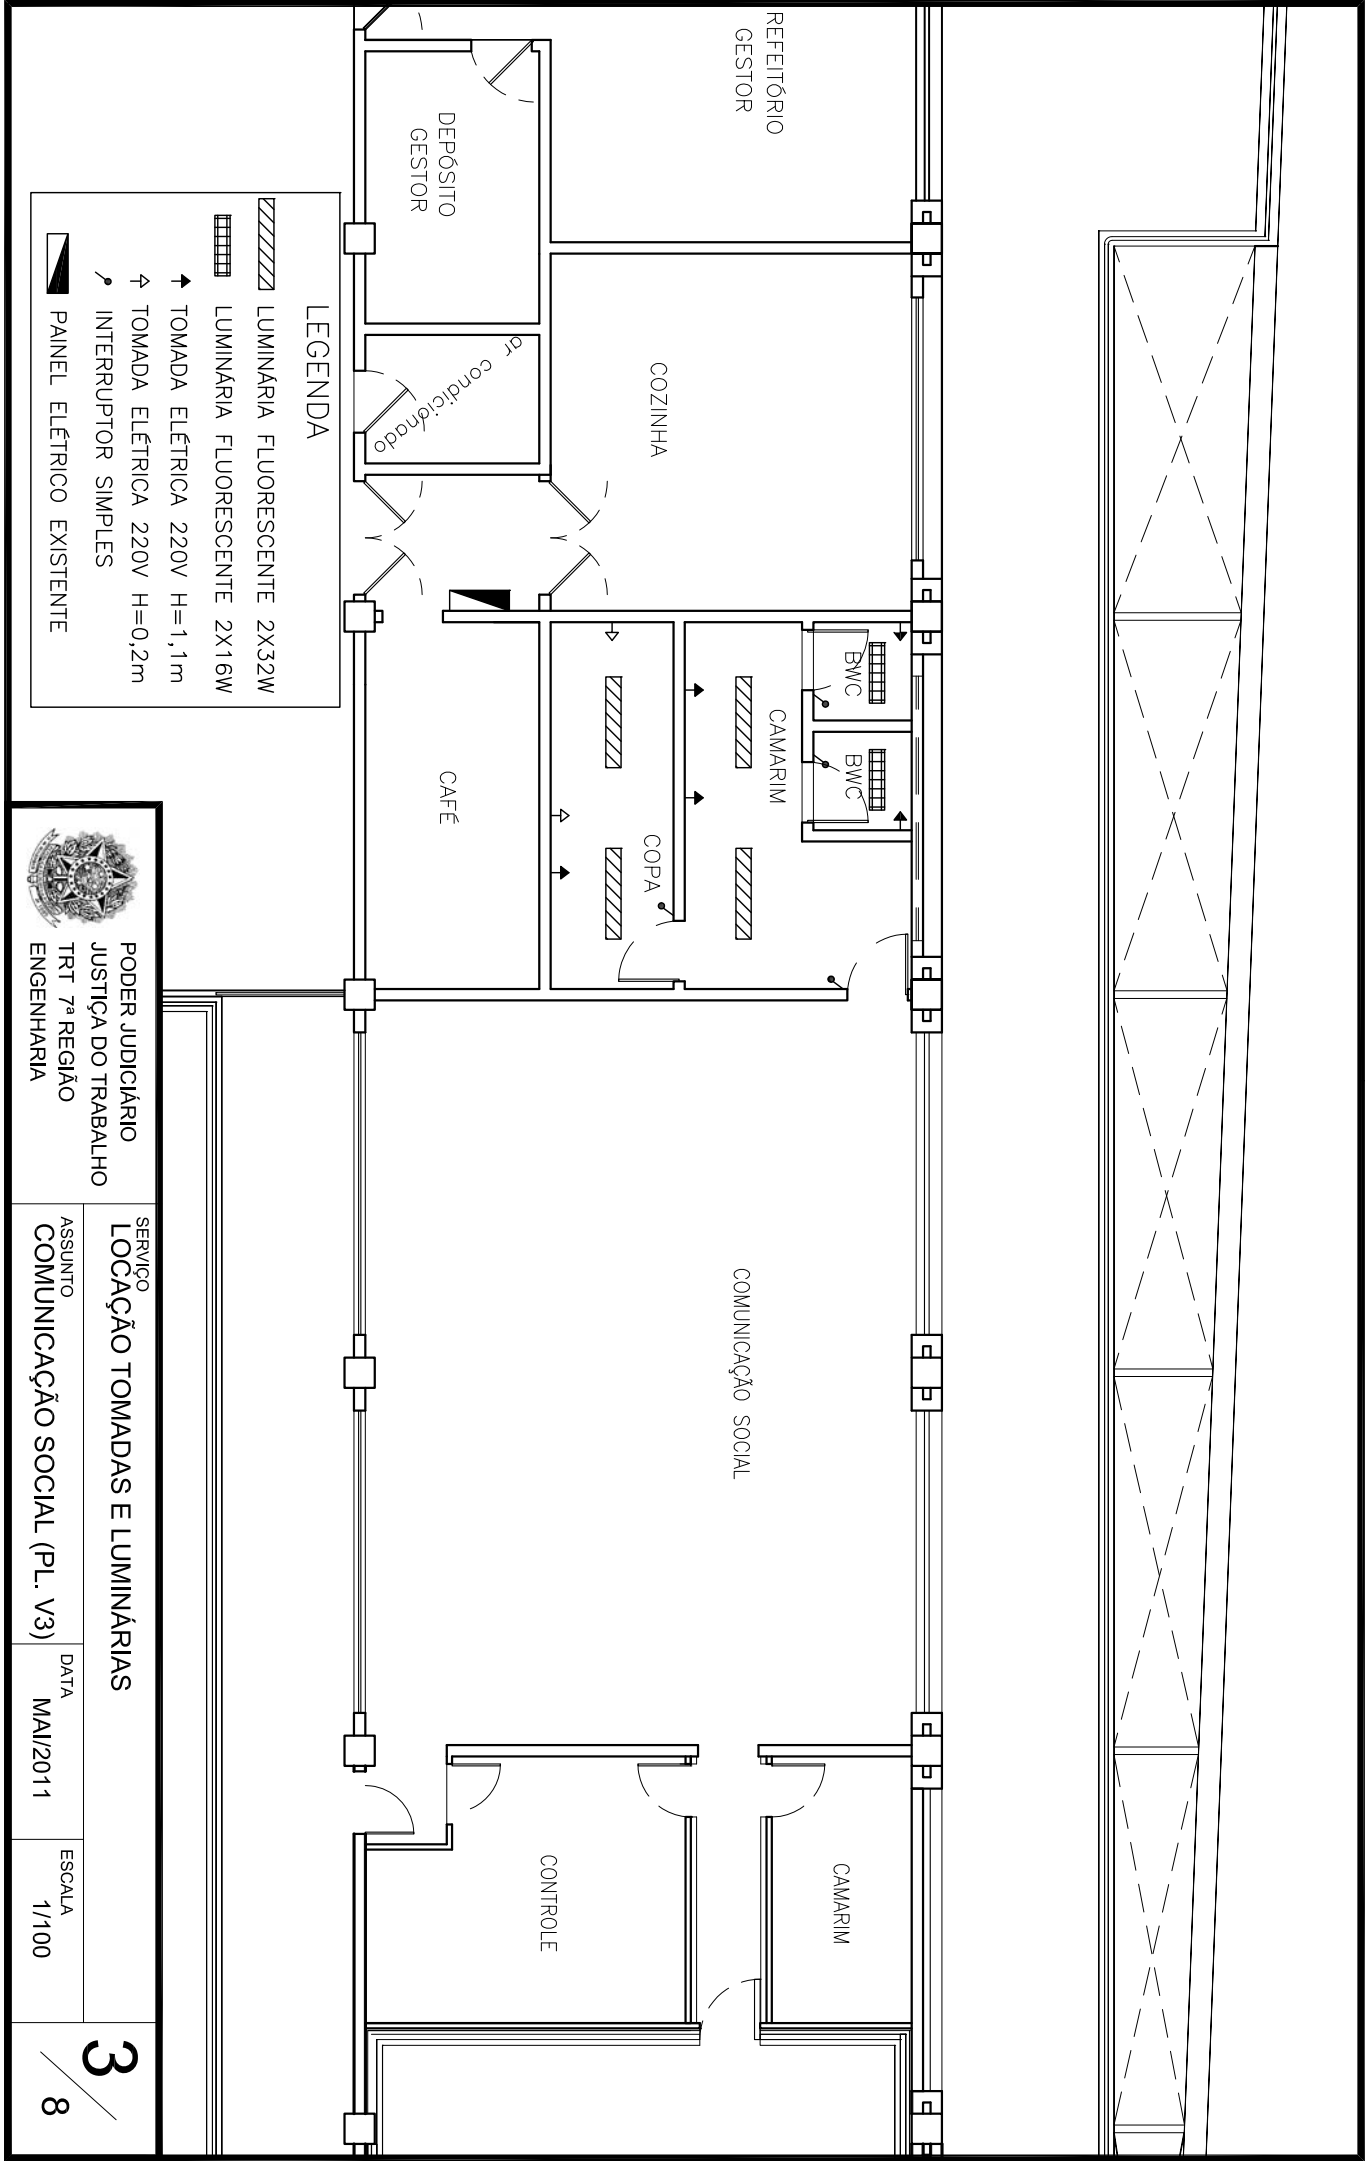 REFEITÓRIO
GESTOR
DEPÓSITO
GESTOR
ar condicionado
COZINHA
BWC
BWC
CAMARIM
COPA
CAFÉ
COMUNICAÇÃO SOCIAL
CAMARIM
CONTROLE
LEGENDA
LUMINÁRIA FLUORESCENTE 2X32W
LUMINÁRIA FLUORESCENTE 2X16W
TOMADA ELÉTRICA 220V H=1,1m
TOMADA ELÉTRICA 220V H=0,2m
INTERRUPTOR SIMPLES
PAINEL ELÉTRICO EXISTENTE
PODER JUDICIÁRIO
JUSTIÇA DO TRABALHO
TRT 7ª REGIÃO
ENGENHARIA
SERVIÇO
LOCAÇÃO TOMADAS E LUMINÁRIAS
ASSUNTO
COMUNICAÇÃO SOCIAL (PL. V3)
DATA
MAI/2011
ESCALA
1/100
3/8